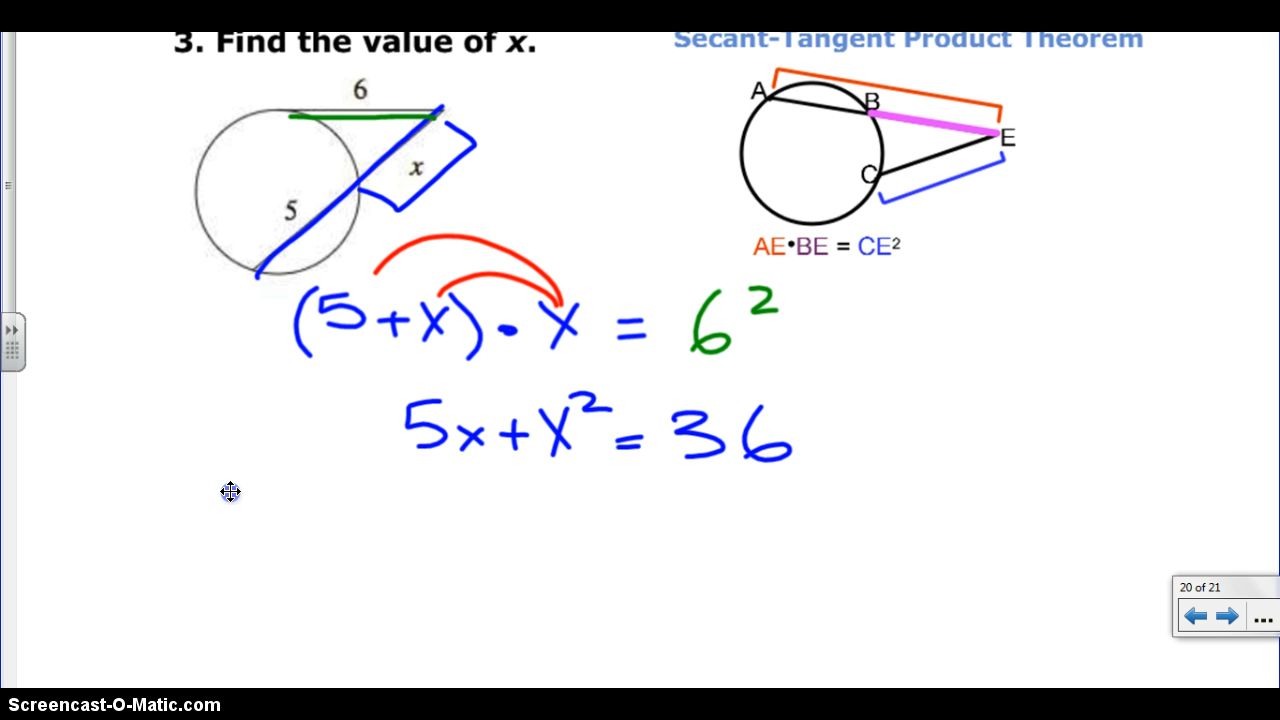 3. Find the value of x.
6
x
5
(5+x)•x = 6²
5x+x²=36
Secant-Tangent Product Theorem
A
B
E
C
AE•BE = CE²
20 of 21
...
Screencast-O-Matic.com